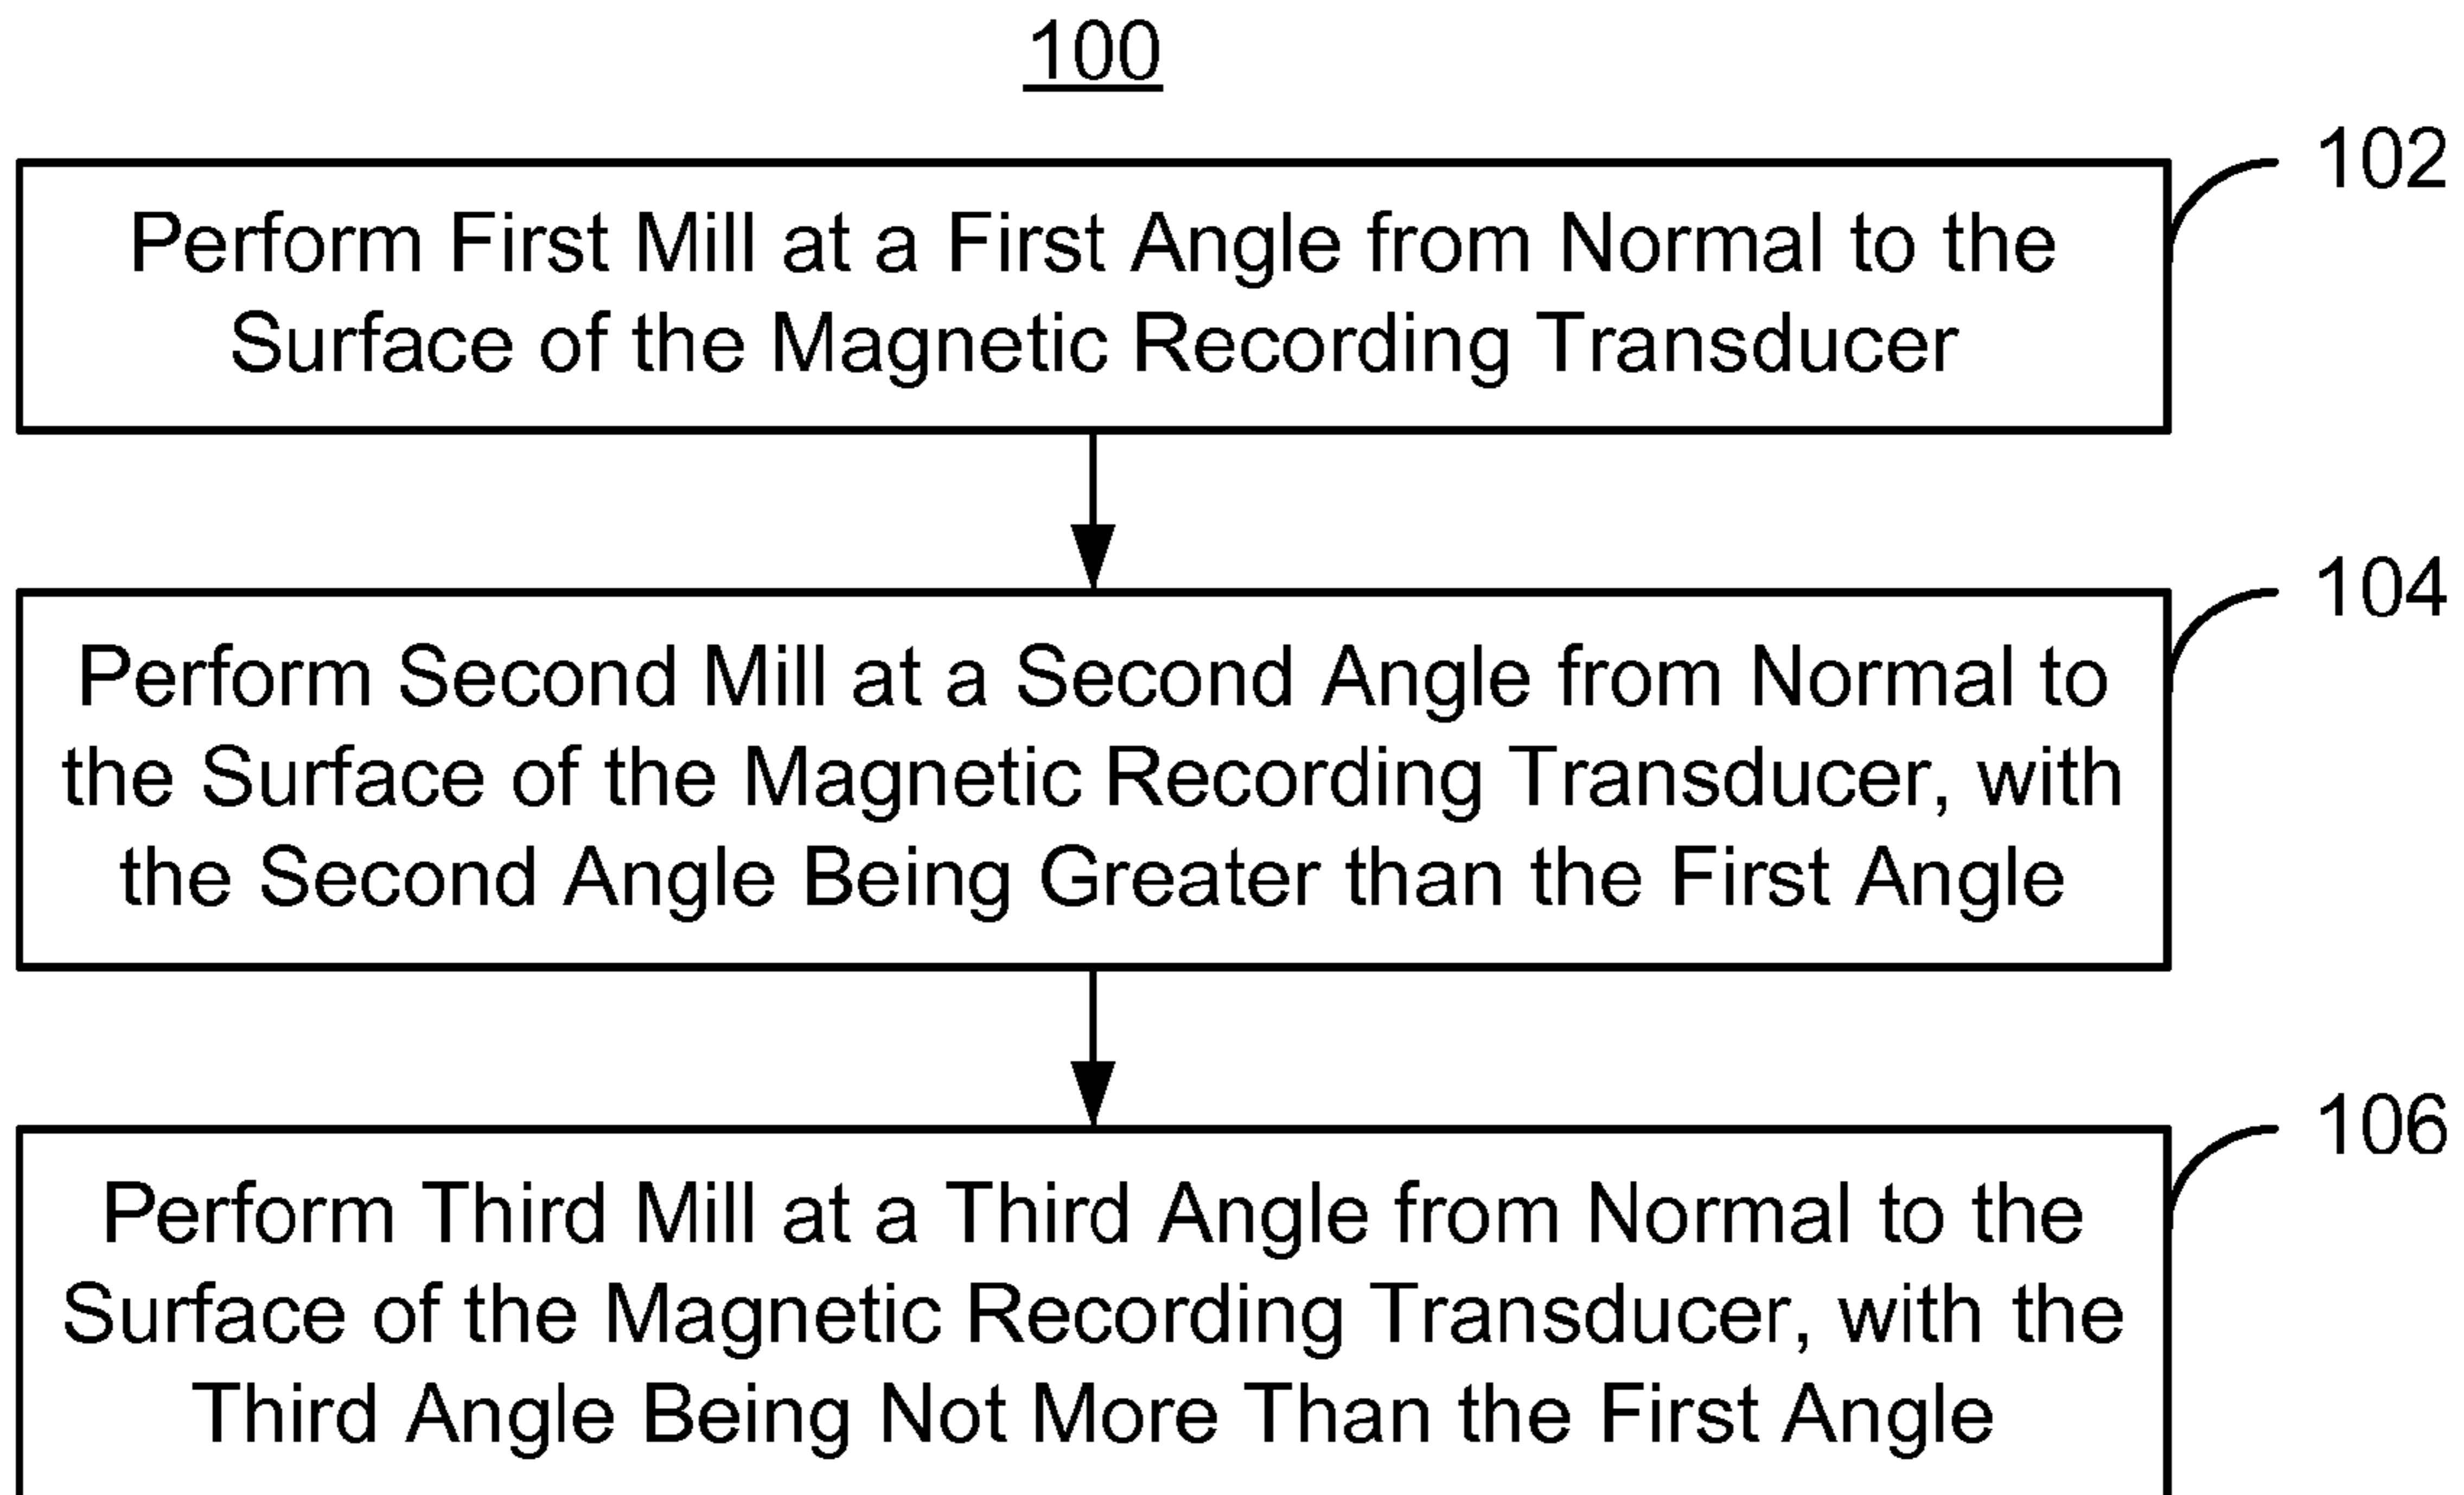 100
102
Perform First Mill at a First Angle from Normal to the
Surface of the Magnetic Recording Transducer
104
Perform Second Mill at a Second Angle from Normal to
the Surface of the Magnetic Recording Transducer, with
the Second Angle Being Greater than the First Angle
106
Perform Third Mill at a Third Angle from Normal to the
Surface of the Magnetic Recording Transducer, with the
Third Angle Being Not More Than the First Angle